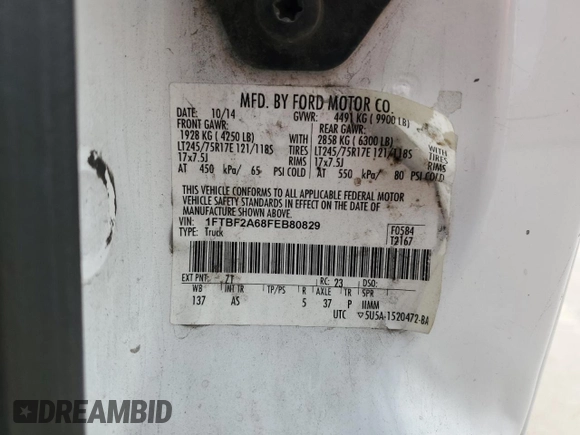 MFD. BY FORD MOTOR CO.
DATE: 10/14 GVWR: 4491 KG ( 9900 LB)
FRONT GAWR: REAR GAWR:
1928 KG ( 4250 LB) WITH 2858 KG ( 6300 LB) WITH
LT245/75R17E 121/118S TIRES LT245/75R17E 121/118S TIRES
17x7.5J RIMS 17x7.5J RIMS
AT 450 kPa/ 65 PSI COLD AT 550 kPa/ 80 PSI COLD
THIS VEHICLE CONFORMS TO ALL APPLICABLE FEDERAL MOTOR
VEHICLE SAFETY STANDARDS IN EFFECT ON THE DATE OF
MANUFACTURE SHOWN ABOVE.
VIN: 1FTBF2A68FEB80829 F0584
TYPE: Truck T2167
EXT PNT: Z1 RC: 23 DSO:
WB INT TR TP/PS R AXLE TR SPR
137 AS 5 37 P IIMM
UTC ▽5U5A-1520472-BA
DREAMBID